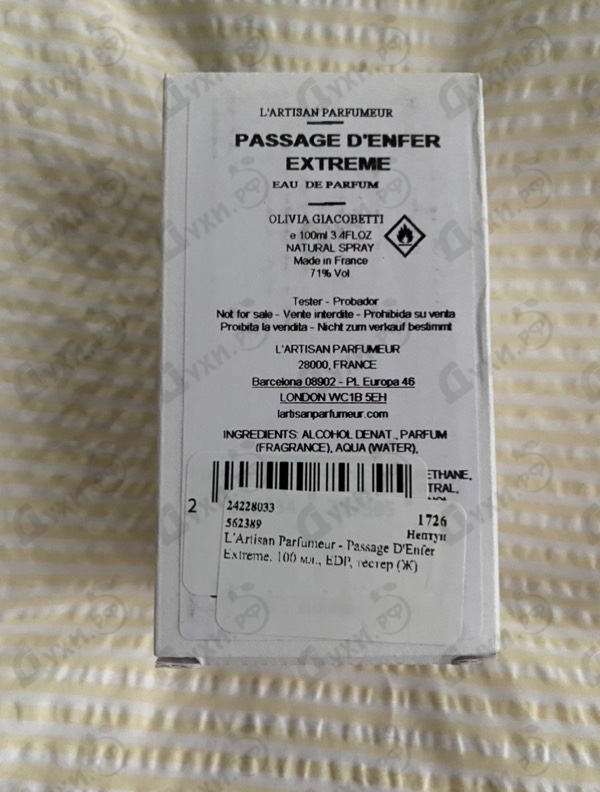 L'ARTISAN PARFUMEUR
PASSAGE D'ENFER
EXTREME
EAU DE PARFUM
OLIVIA GIACOBETTI
e 100ml 3.4FLOZ
NATURAL SPRAY
Made in France
71% Vol
Tester - Probador
Not for sale - Vente interdite - Prohibida su venta
Proibita la vendita - Nicht zum verkauf bestimmt
L'ARTISAN PARFUMEUR
28000, FRANCE
Barcelona 08902 - Pl. Europa 46
LONDON WC1B 5EH
lartisanparfumeur.com
INGREDIENTS: ALCOHOL DENAT., PARFUM
(FRAGRANCE), AQUA (WATER),
ETHANE,
TRAL,
2
24228033
562389 1726
Нептун
L'Artisan Parfumeur - Passage D'Enfer
Extreme, 100 мл., EDP, тестер (Ж)
Духи.рф